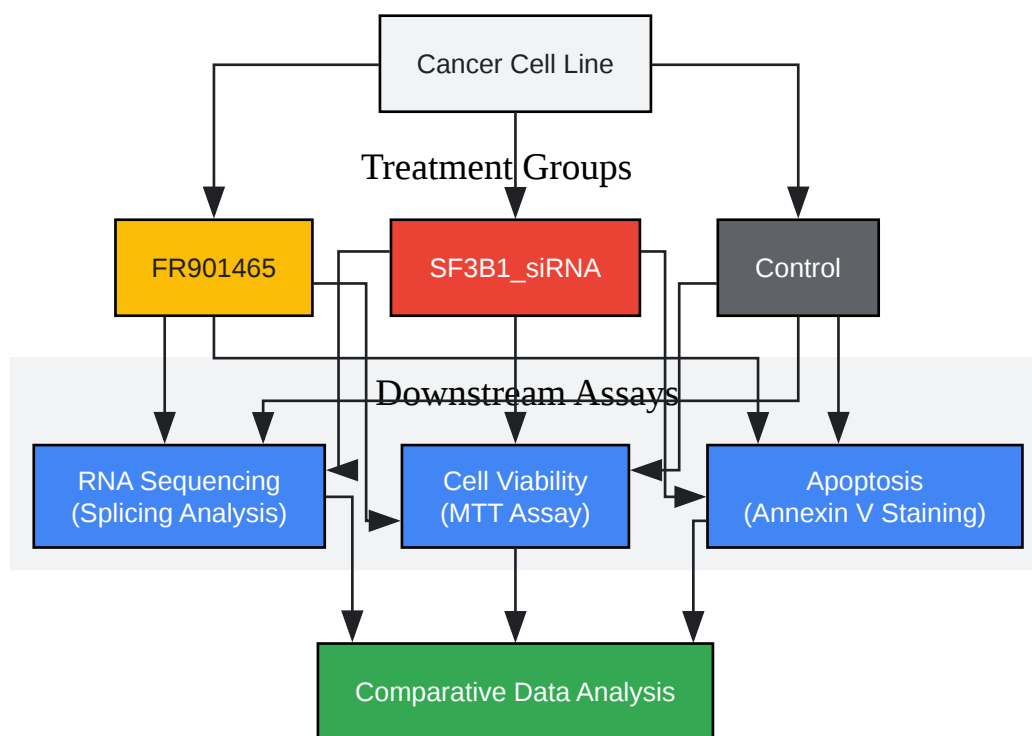 Cancer Cell Line
Treatment Groups
FR901465
SF3B1_siRNA
Control
Downstream Assays
RNA Sequencing
(Splicing Analysis)
Cell Viability
(MTT Assay)
Apoptosis
(Annexin V Staining)
Comparative Data Analysis